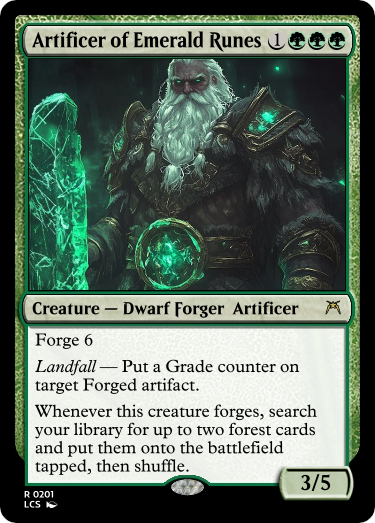 Artificer of Emerald Runes 1
Creature — Dwarf Forger Artificer
Forge 6
Landfall — Put a Grade counter on
target Forged artifact.
Whenever this creature forges, search
your library for up to two forest cards
and put them onto the battlefield
tapped, then shuffle.
3/5
R 0201
LCS